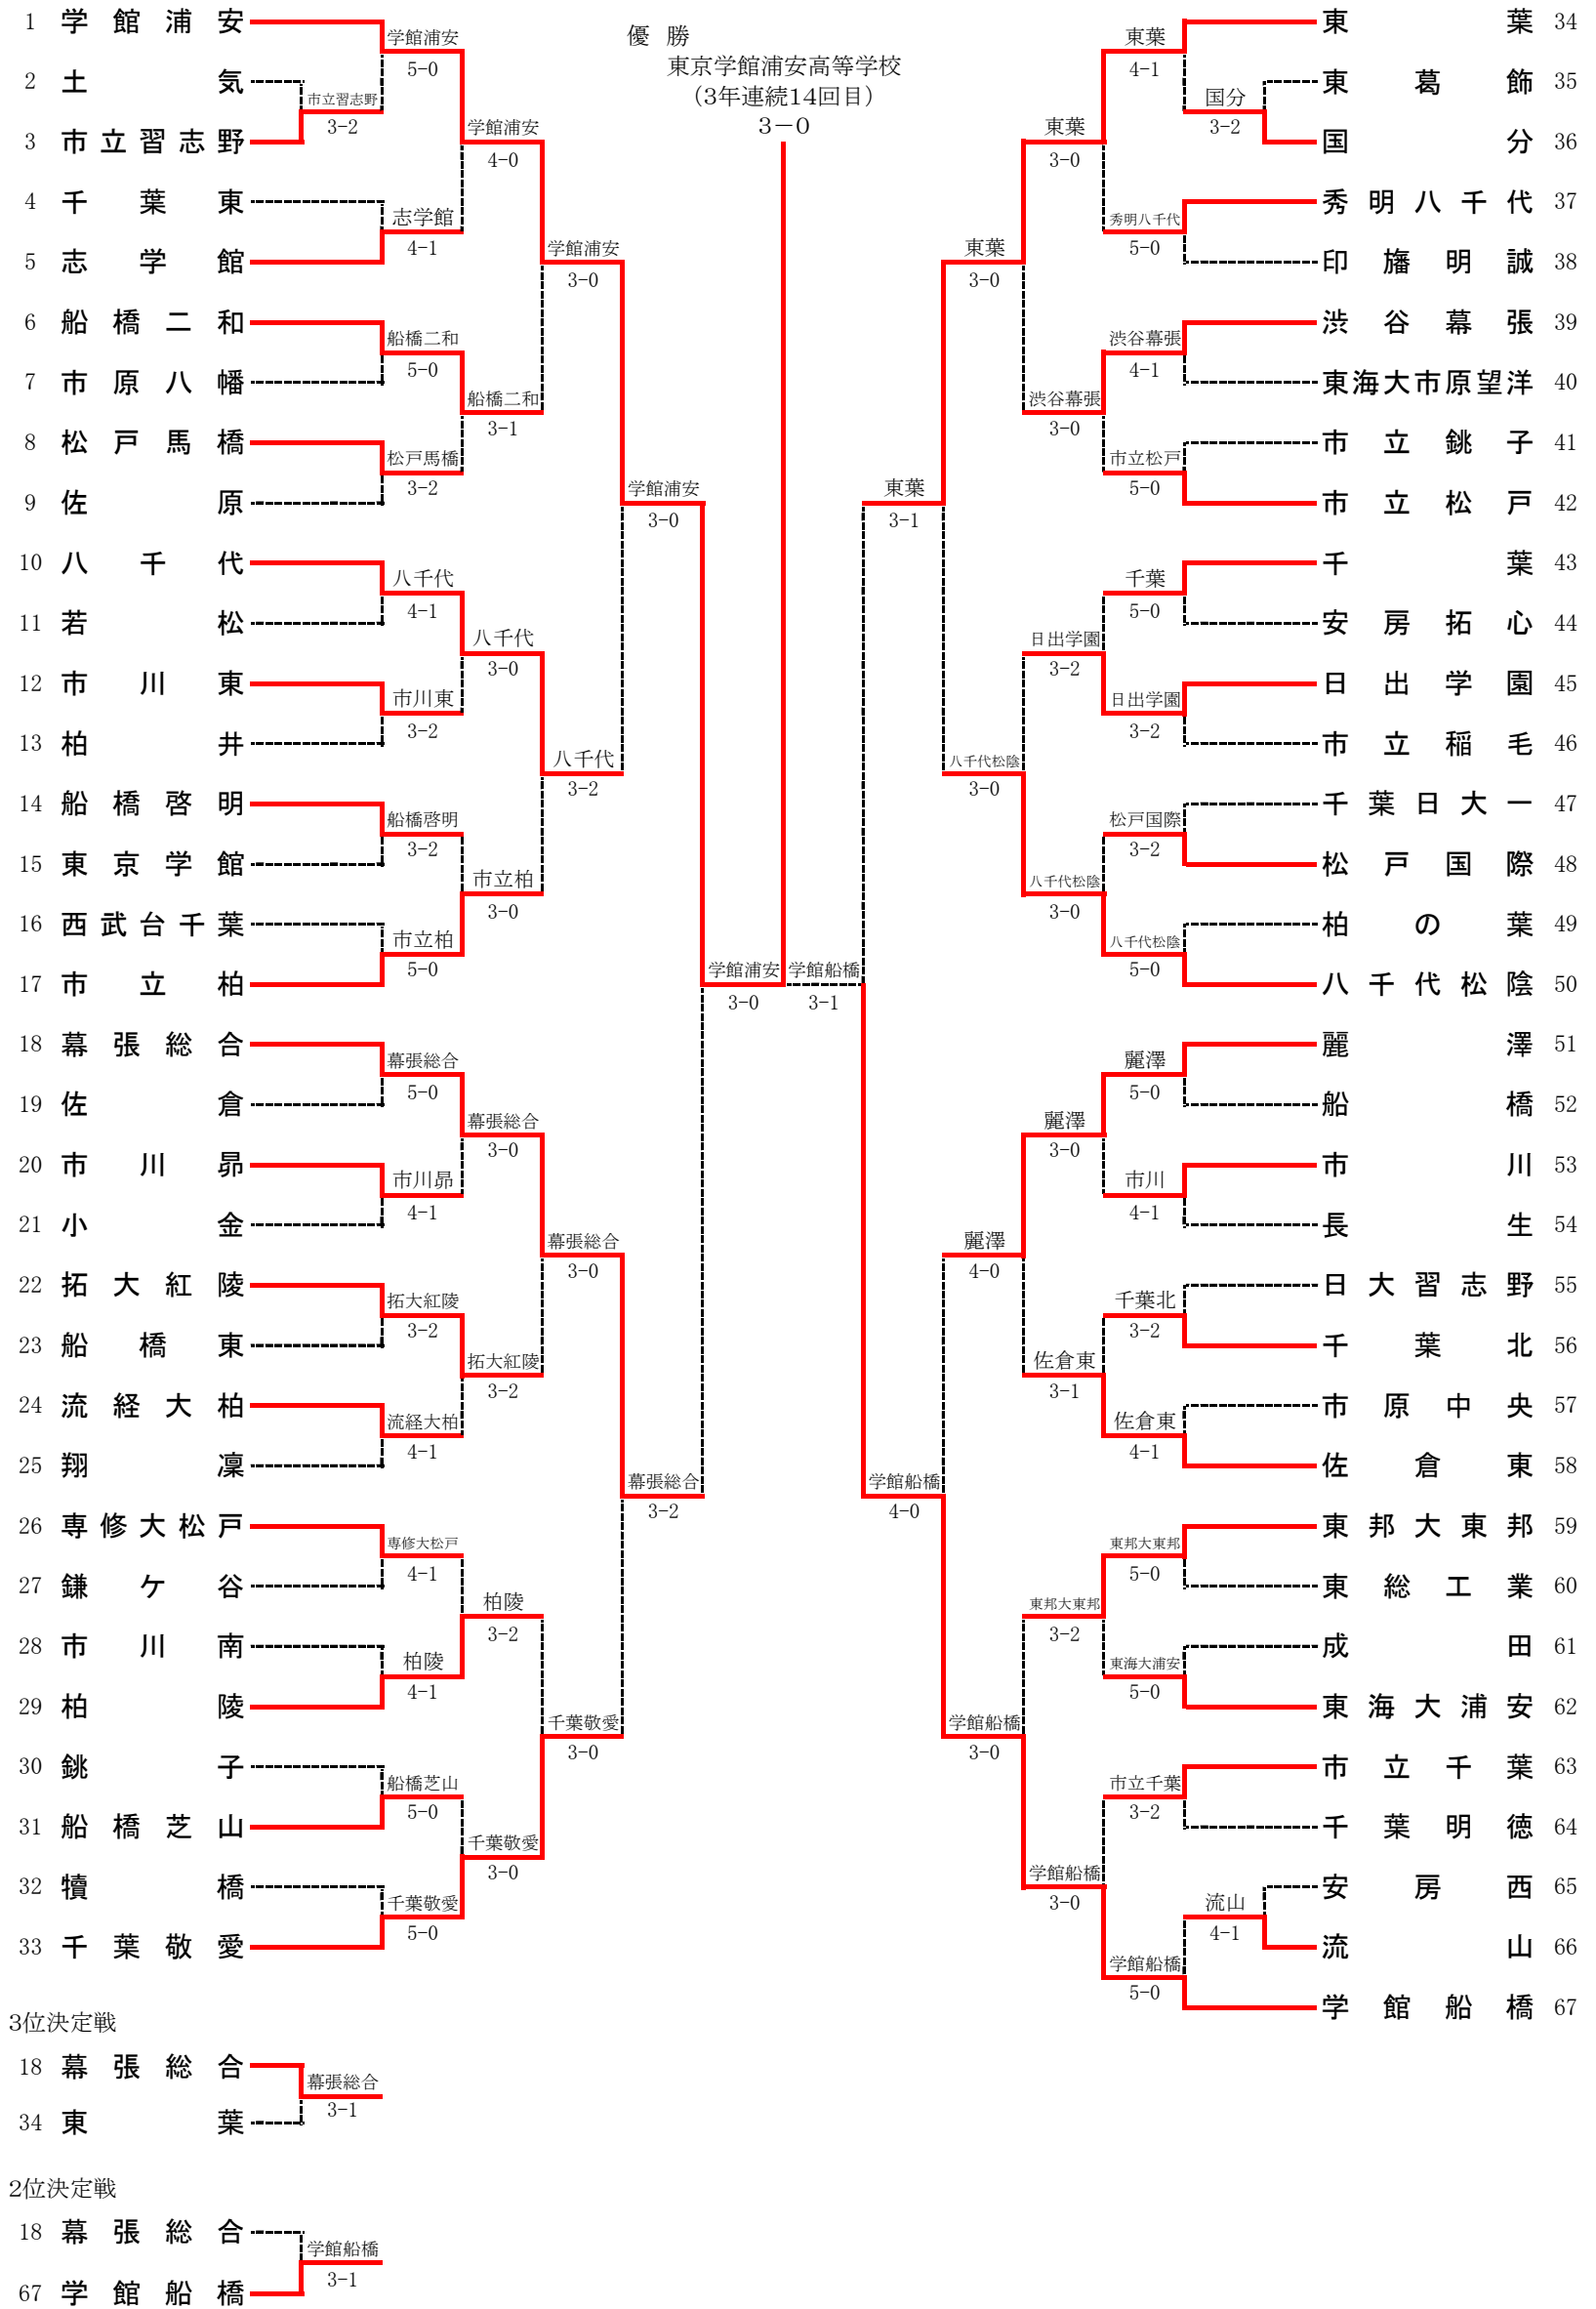 優 勝
東京学館浦安高等学校
(3年連続14回目)
3－0
1 学館浦安
2 土気
3 市立習志野
4 千葉東
5 志学館
6 船橋二和
7 市原八幡
8 松戸馬橋
9 佐原
10 八千代
11 若松
12 市川東
13 柏井
14 船橋啓明
15 東京学館
16 西武台千葉
17 市立柏
18 幕張総合
19 佐倉
20 市川昴
21 小金
22 拓大紅陵
23 船橋東
24 流経大柏
25 翔凜
26 専修大松戸
27 鎌ケ谷
28 市川南
29 柏陵
30 銚子
31 船橋芝山
32 犢橋
33 千葉敬愛
市立習志野
3-2
学館浦安
5-0
志学館
4-1
船橋二和
5-0
松戸馬橋
3-2
八千代
4-1
市川東
3-2
船橋啓明
3-2
市立柏
5-0
幕張総合
5-0
市川昴
4-1
拓大紅陵
3-2
流経大柏
4-1
専修大松戸
4-1
柏陵
4-1
船橋芝山
5-0
千葉敬愛
5-0
学館浦安
4-0
船橋二和
3-1
八千代
3-0
市立柏
3-0
幕張総合
3-0
拓大紅陵
3-2
柏陵
3-2
千葉敬愛
3-0
学館浦安
3-0
八千代
3-2
幕張総合
3-0
千葉敬愛
3-0
学館浦安
3-0
幕張総合
3-2
学館浦安
3-0
学館船橋
3-1
東葉
3-1
学館船橋
4-0
東葉
3-0
八千代松陰
3-0
麗澤
4-0
学館船橋
3-0
東葉
3-0
渋谷幕張
3-0
日出学園
3-2
八千代松陰
3-0
麗澤
3-0
佐倉東
3-1
東邦大東邦
3-2
学館船橋
3-0
東葉
4-1
秀明八千代
5-0
渋谷幕張
4-1
市立松戸
5-0
千葉
5-0
日出学園
3-2
松戸国際
3-2
八千代松陰
5-0
麗澤
5-0
市川
4-1
千葉北
3-2
佐倉東
4-1
東邦大東邦
5-0
東海大浦安
5-0
市立千葉
3-2
学館船橋
5-0
国分
3-2
流山
4-1
東葉 34
東葛飾 35
国分 36
秀明八千代 37
印旛明誠 38
渋谷幕張 39
東海大市原望洋 40
市立銚子 41
市立松戸 42
千葉 43
安房拓心 44
日出学園 45
市立稲毛 46
千葉日大一 47
松戸国際 48
柏の葉 49
八千代松陰 50
麗澤 51
船橋 52
市川 53
長生 54
日大習志野 55
千葉北 56
市原中央 57
佐倉東 58
東邦大東邦 59
東総工業 60
成田 61
東海大浦安 62
市立千葉 63
千葉明徳 64
安房西 65
流山 66
学館船橋 67
3位決定戦
18 幕張総合
34 東葉
幕張総合
3-1
2位決定戦
18 幕張総合
67 学館船橋
学館船橋
3-1